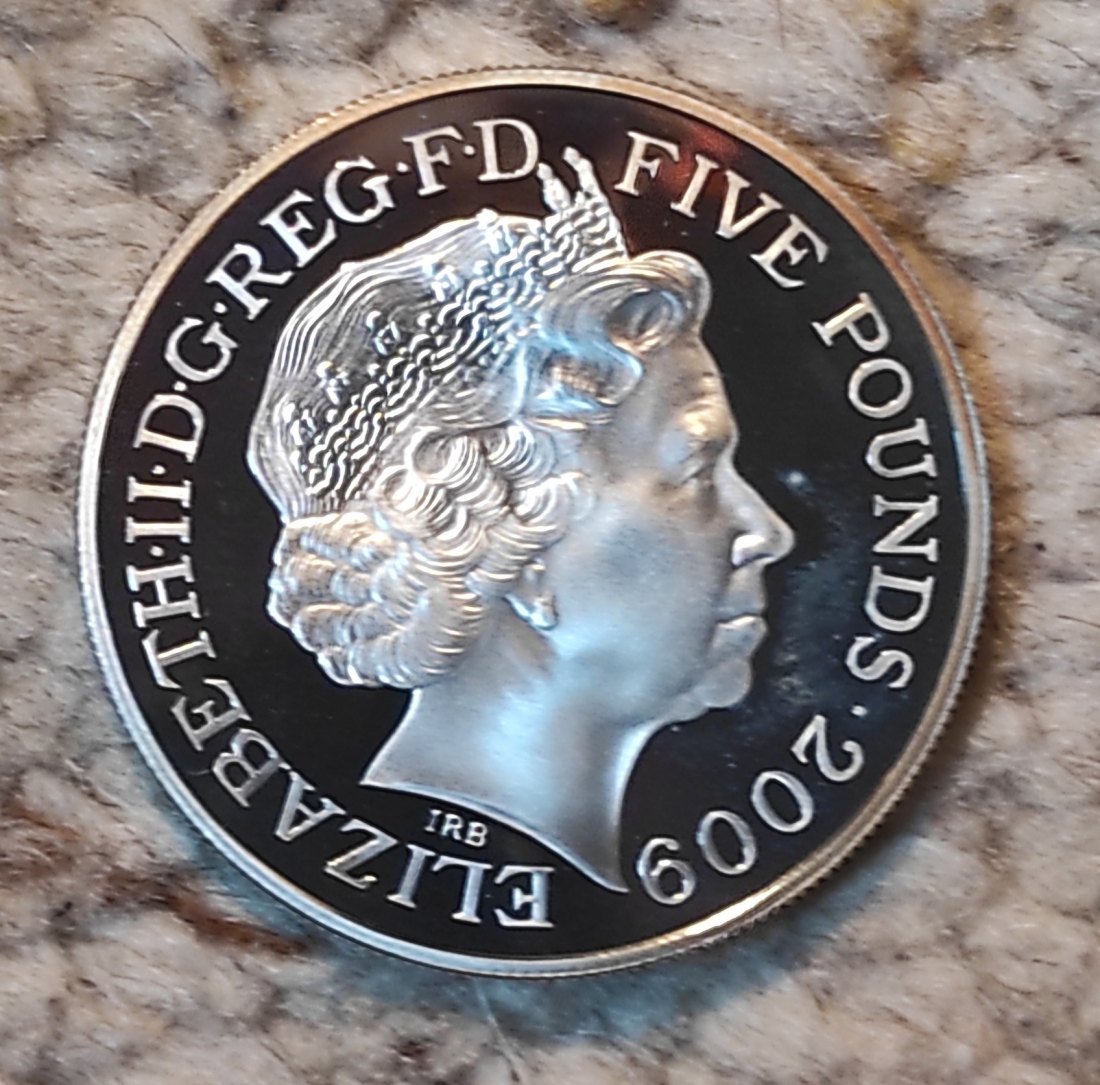 ELIZABETH·II·D·G·REG·F·D
FIVE POUNDS·2009
IRB